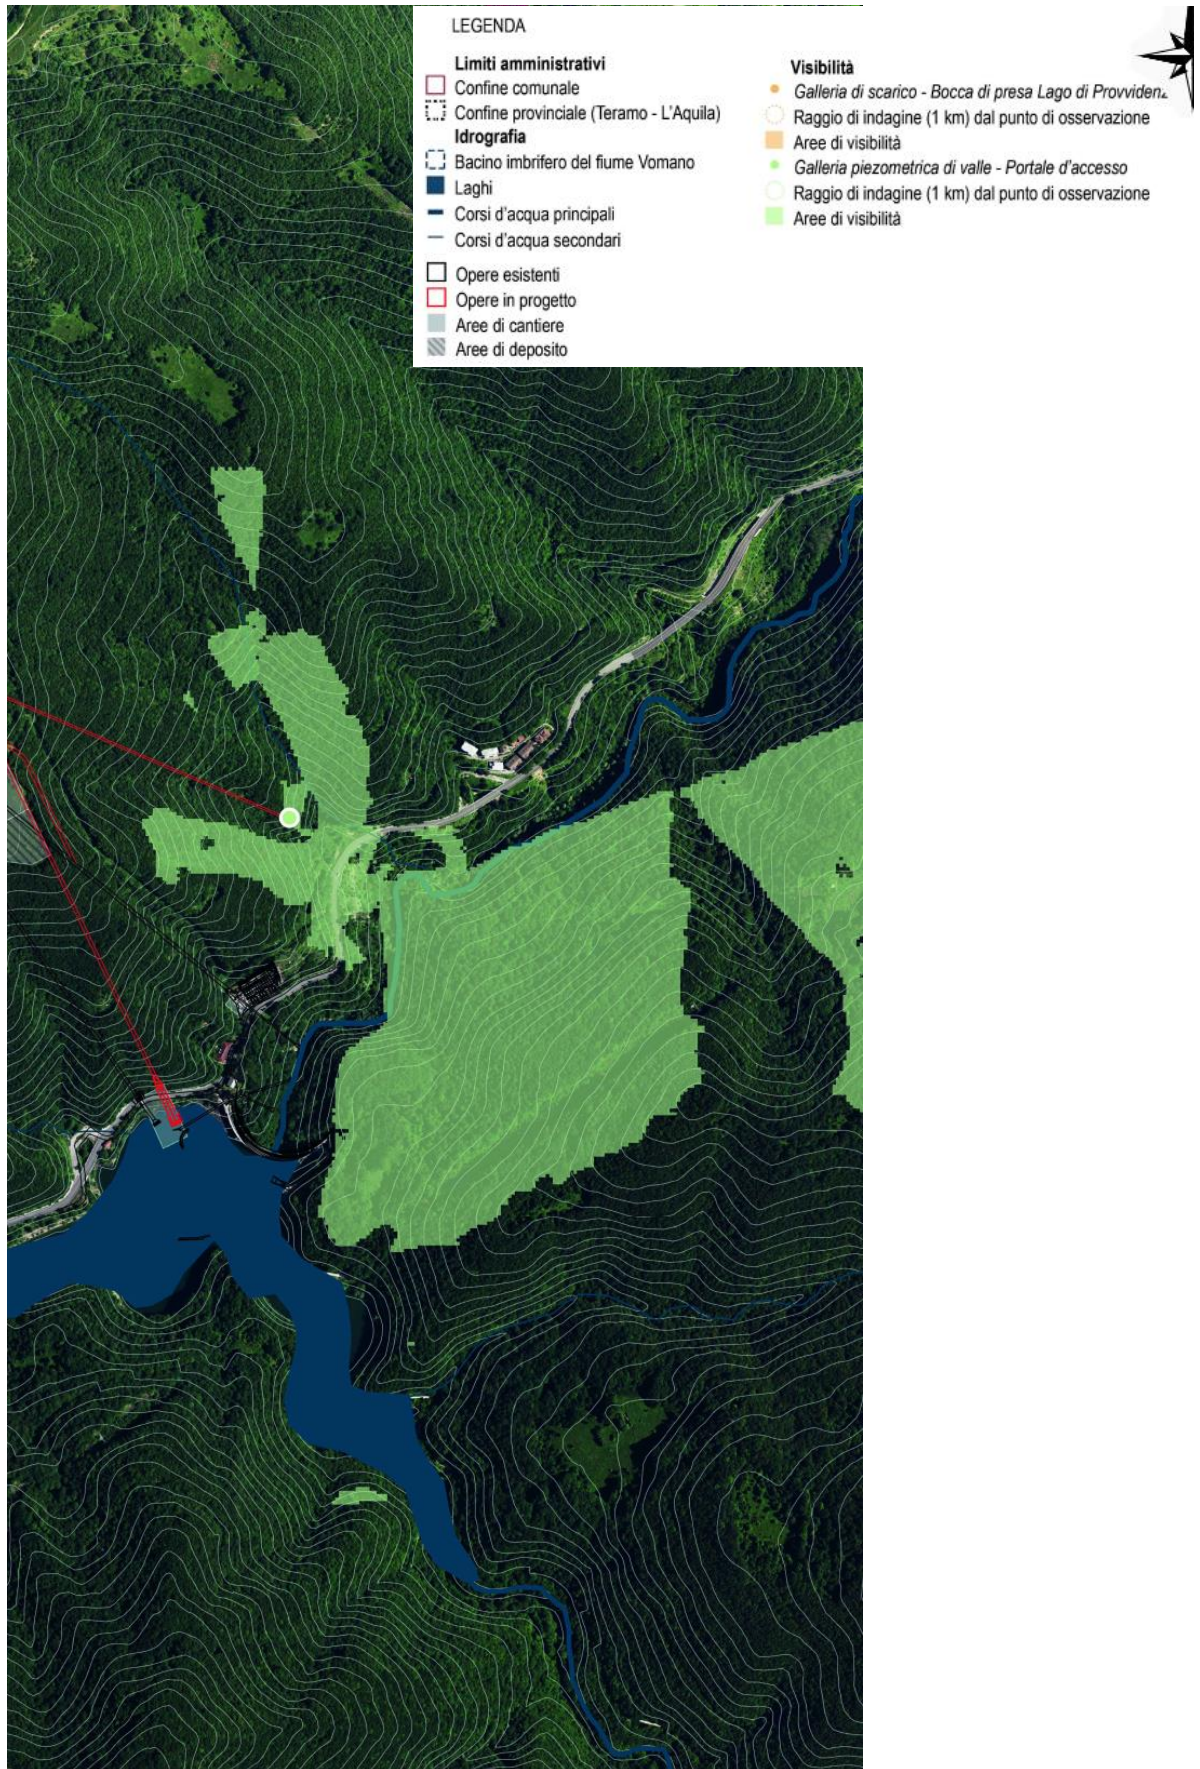 LEGENDA
Limiti amministrativi
Confine comunale
Confine provinciale (Teramo - L'Aquila)
Idrografia
Bacino imbrifero del fiume Vomano
Laghi
Corsi d'acqua principali
Corsi d'acqua secondari
Opere esistenti
Opere in progetto
Aree di cantiere
Aree di deposito
Visibilità
Galleria di scarico - Bocca di presa Lago di Provvidenz
Raggio di indagine (1 km) dal punto di osservazione
Aree di visibilità
Galleria piezometrica di valle - Portale d'accesso
Raggio di indagine (1 km) dal punto di osservazione
Aree di visibilità